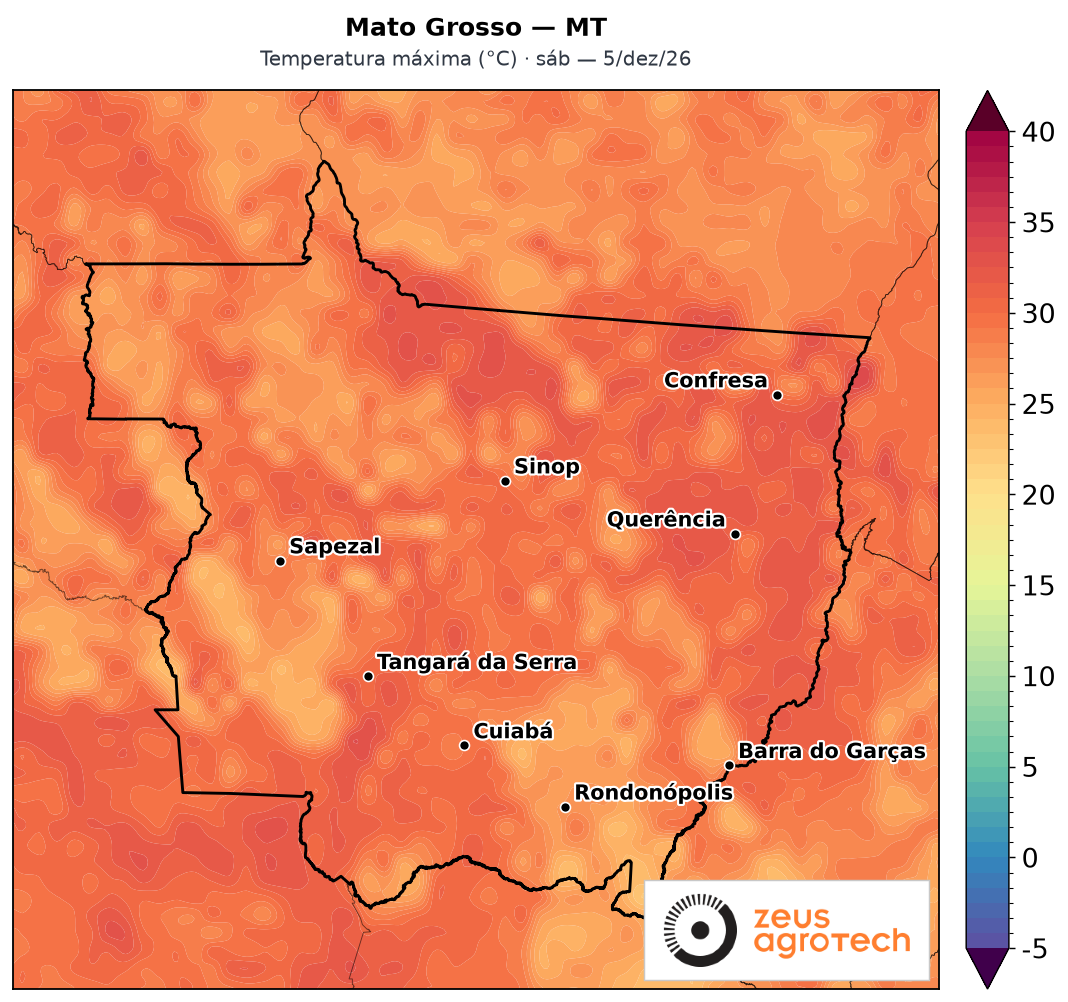 Mato Grosso — MT
Temperatura máxima (°C) · sáb — 5/dez/26
40
35
30
25
20
15
10
5
0
-5
Confresa
Sinop
Querência
Sapezal
Tangará da Serra
Cuiabá
Barra do Garças
Rondonópolis
zeus
agrotech